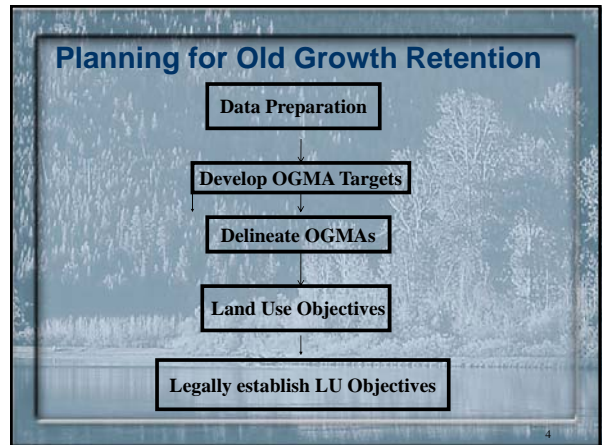 Planning for Old Growth Retention
Data Preparation
Develop OGMA Targets
Delineate OGMAs
Land Use Objectives
Legally establish LU Objectives
4